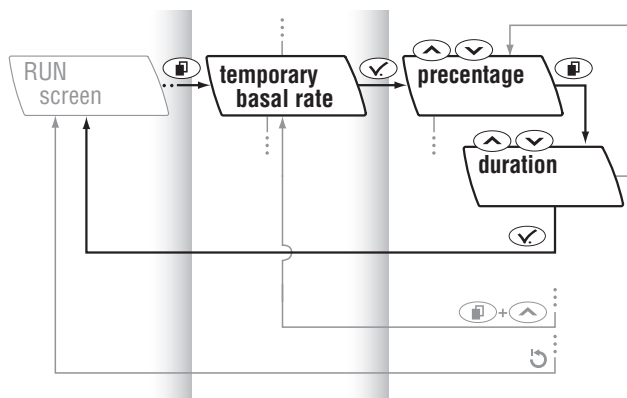 RUN
screen
temporary
basal rate
precentage
duration
+